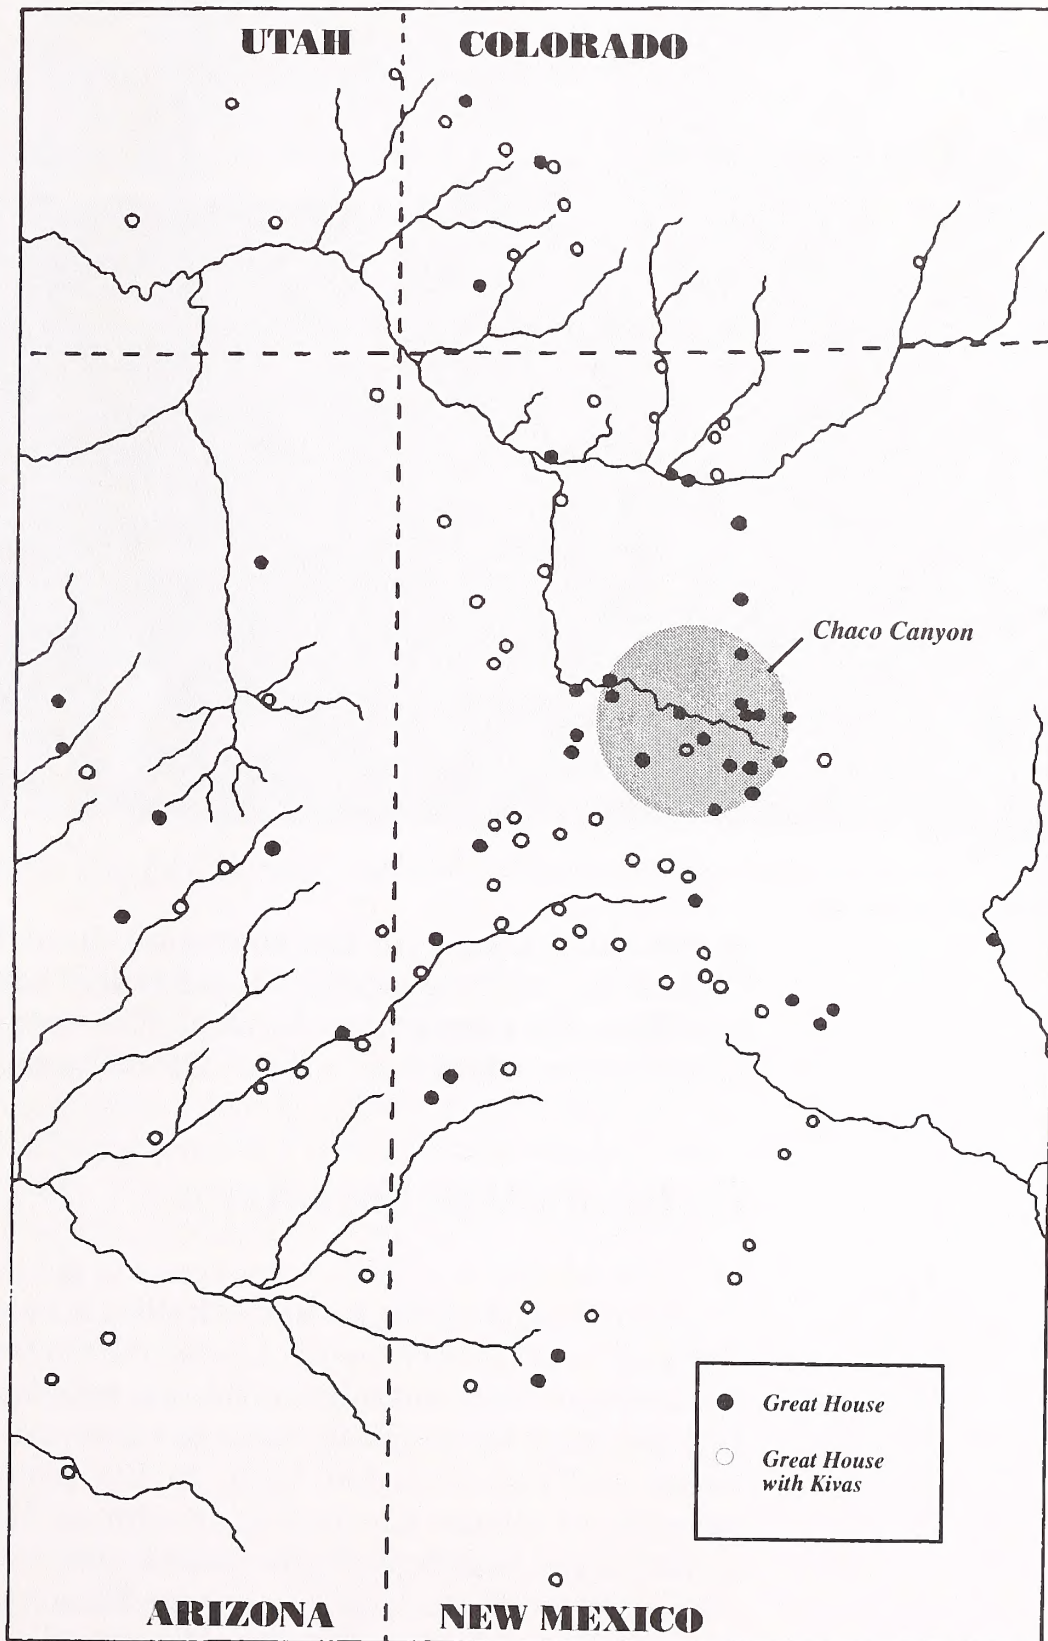 UTAH
COLORADO
Chaco Canyon
Great House
Great House
with Kivas
ARIZONA
NEW MEXICO